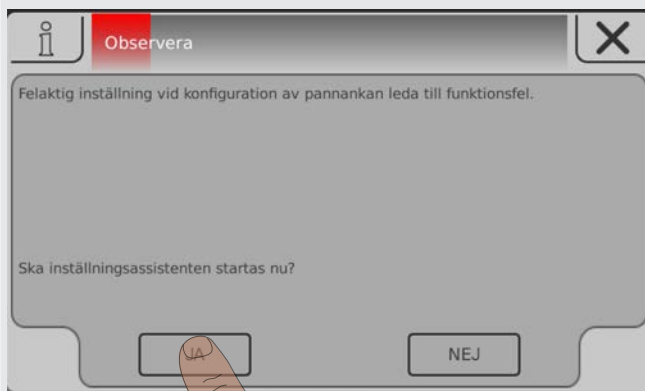 Observera
Felaktig inställning vid konfiguration av pannankan leda till funktionsfel.
Ska inställningsassistenten startas nu?
JA
NEJ